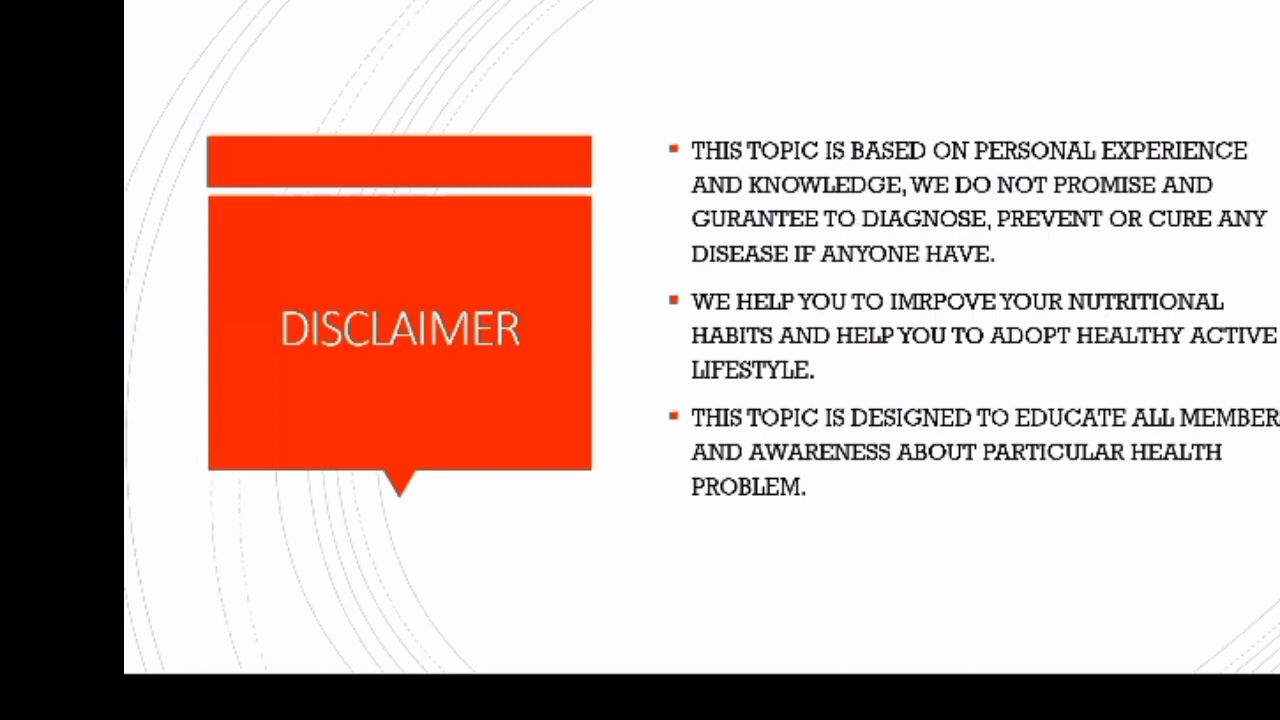 DISCLAIMER
THIS TOPIC IS BASED ON PERSONAL EXPERIENCE
AND KNOWLEDGE, WE DO NOT PROMISE AND
GURANTEE TO DIAGNOSE, PREVENT OR CURE ANY
DISEASE IF ANYONE HAVE.
WE HELP YOU TO IMRPOVE YOUR NUTRITIONAL
HABITS AND HELP YOU TO ADOPT HEALTHY ACTIVE
LIFESTYLE.
THIS TOPIC IS DESIGNED TO EDUCATE ALL MEMBER
AND AWARENESS ABOUT PARTICULAR HEALTH
PROBLEM.